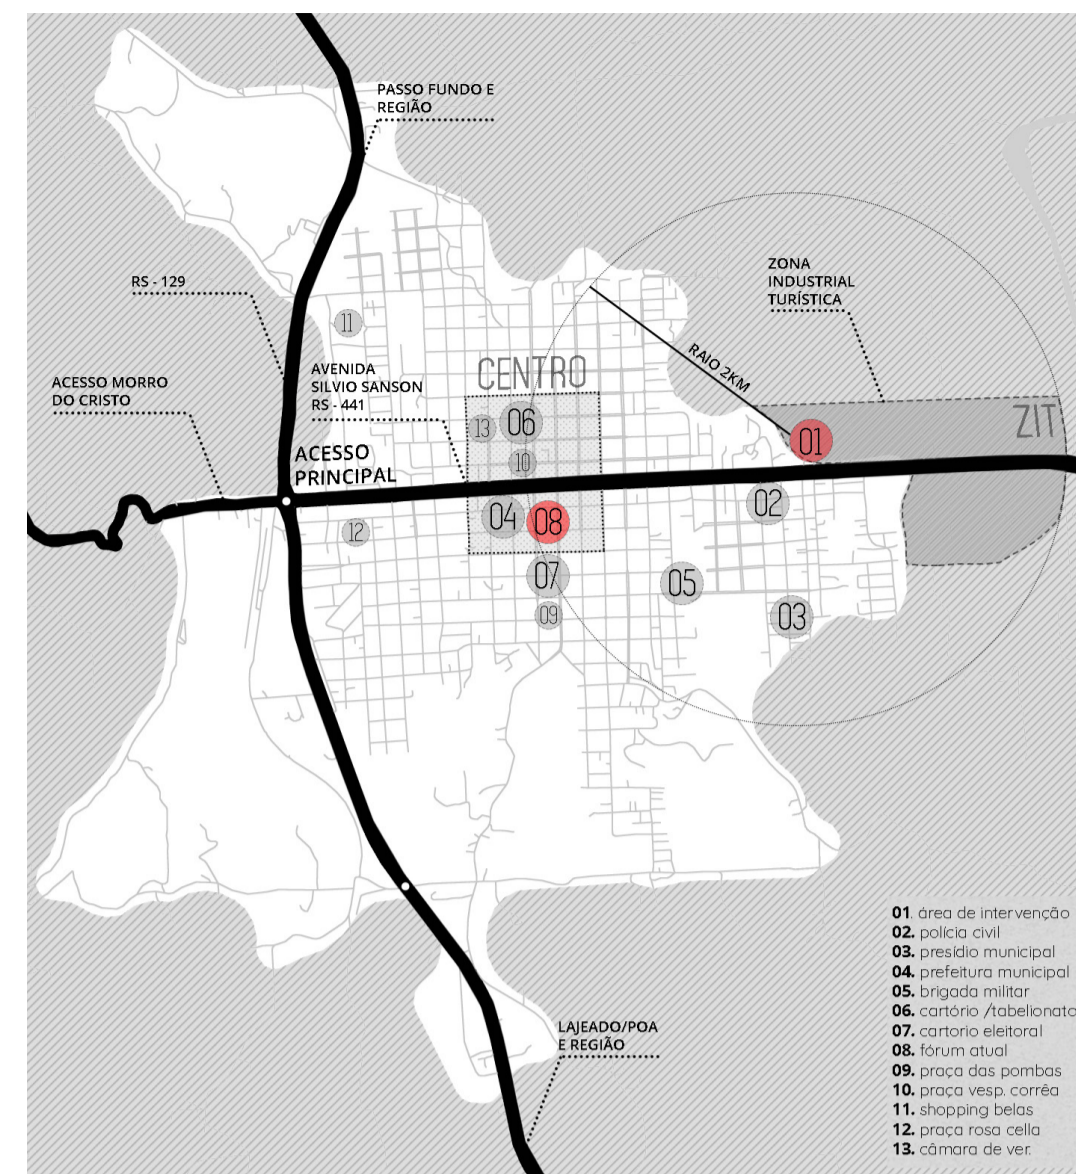 PASSO FUNDO E
REGIÃO
ZONA
INDUSTRIAL
TURÍSTICA
RS - 129
11
RAIO 2KM
AVENIDA
SILVIO SANSON
RS - 441
CENTRO
ACESSO MORRO
DO CRISTO
13
06
01
ZIT
10
ACESSO
PRINCIPAL
02
04
08
12
07
05
09
03
01. área de intervenção
02. polícia civil
03. presídio municipal
04. prefeitura municipal
05. brigada militar
06. cartório /tabelionato
07. cartorio eleitoral
08. fórum atual
09. praça das pombas
10. praça vesp. corrêa
11. shopping belas
12. praça rosa cella
13. câmara de ver.
LAJEADO/POA
E REGIÃO